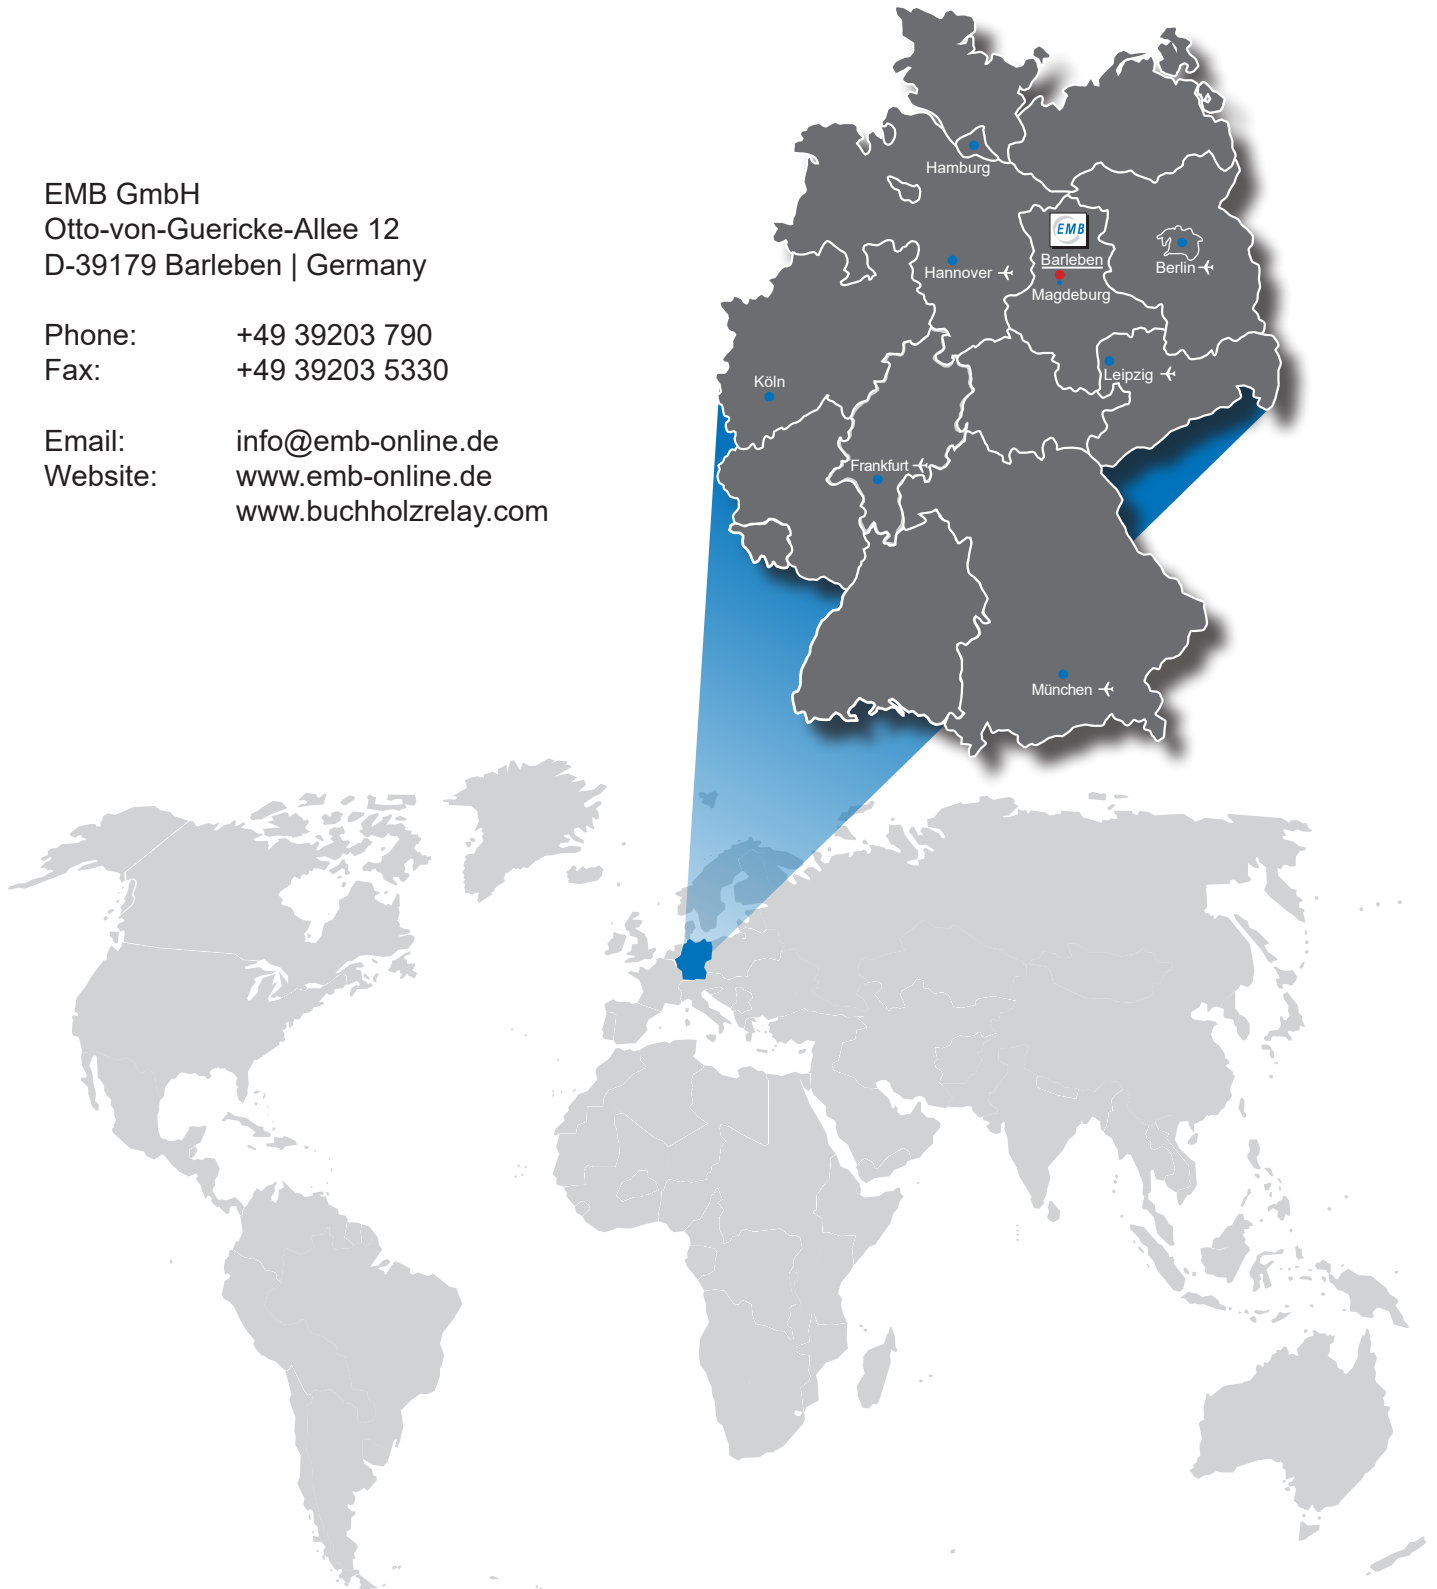 EMB GmbH
Otto-von-Guericke-Allee 12
D-39179 Barleben | Germany
Phone: +49 39203 790
Fax: +49 39203 5330
Email: info@emb-online.de
Website: www.emb-online.de
www.buchholzrelay.com
Hamburg
EMB
Barleben
Berlin
Hannover
Magdeburg
Leipzig
Köln
Frankfurt
München